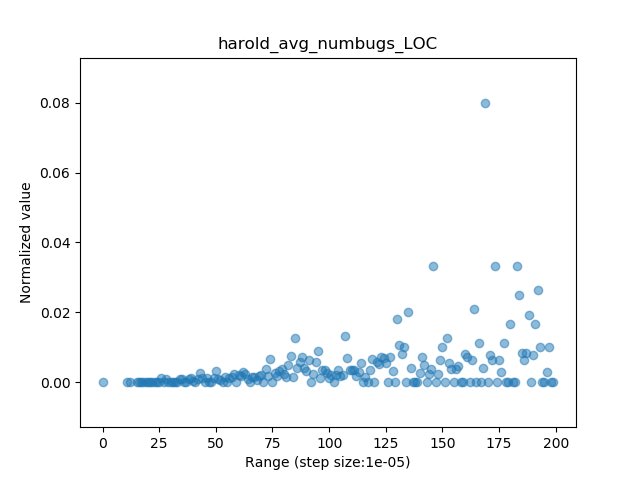 harold_avg_numbugs_LOC
0.08
0.06
0.04
0.02
0.00
Normalized value
0 25 50 75 100 125 150 175 200
Range (step size:1e-05)